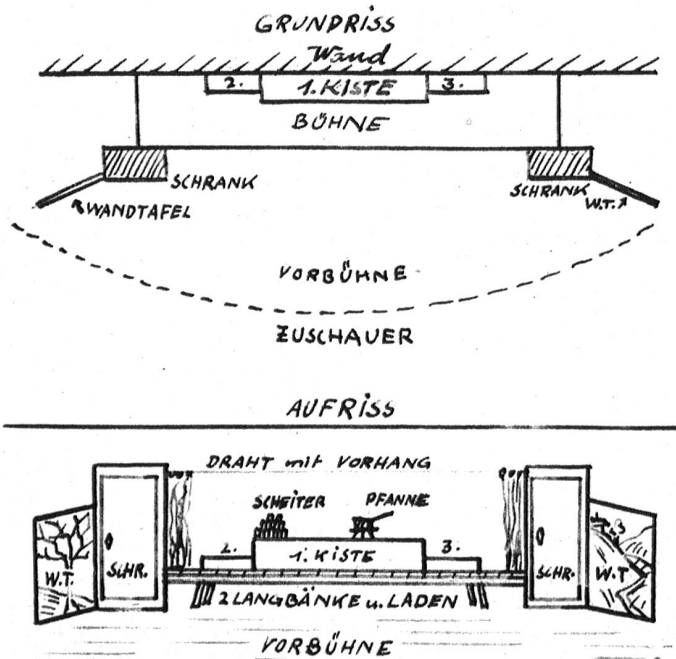 GRUNDRISS
Wand
2. 1. KISTE 3.
BÜHNE
SCHRANK SCHRANK
WANDTAFEL W.T.
VORBÜHNE
ZUSCHAUER
AUFRISS
DRAHT mit VORHANG
SCHEITER PFANNE
2. 1. KISTE 3.
W.T. SCHR. SCHR. W.T
2 LANGBÄNKE u. LADEN
VORBÜHNE